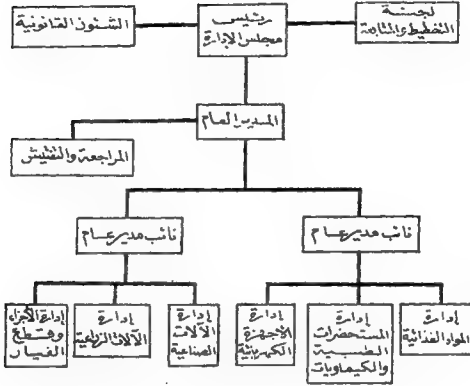 لجنة
التخطيط والمتابعة
رئيس
مجلس الإدارة
الشئون القانونية
المدير العام
المراجعة والتفتيش
نائب مدير عام
نائب مدير عام
إدارة
المواد الغذائية
إدارة
المستحضرات
الطبية
والكيماويات
إدارة
الأجهزة
الكهربية
إدارة
الآلات
الصناعية
إدارة
الآلات الزراعية
إدارة الأجزاء
وقطع
الغيار